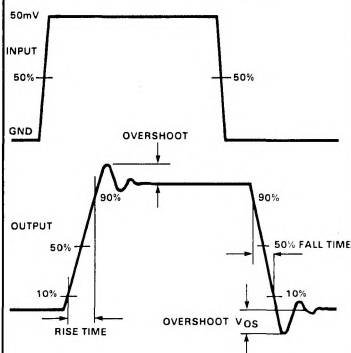 50mV
INPUT
50%
50%
GND
OVERSHOOT
90%
90%
OUTPUT
50%
50% FALL TIME
10%
10%
RISE TIME
OVERSHOOT VOS